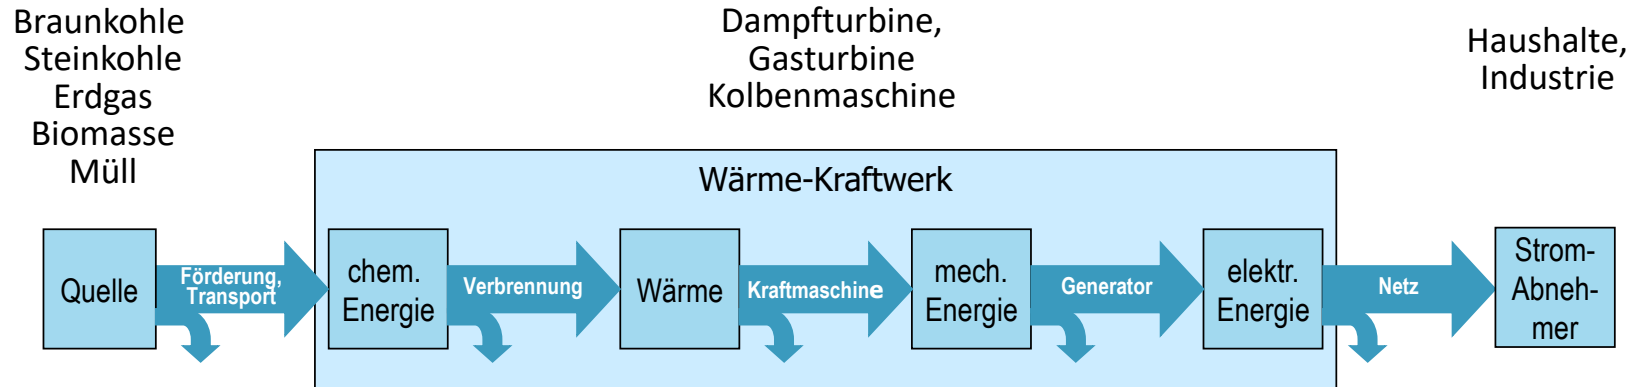 Braunkohle
Steinkohle
Erdgas
Biomasse
Müll
Dampfturbine,
Gasturbine
Kolbenmaschine
Haushalte,
Industrie
Wärme-Kraftwerk
Quelle
Förderung,
Transport
chem.
Energie
Verbrennung
Wärme
Kraftmaschine
mech.
Energie
Generator
elektr.
Energie
Netz
Strom-
Abneh-
mer